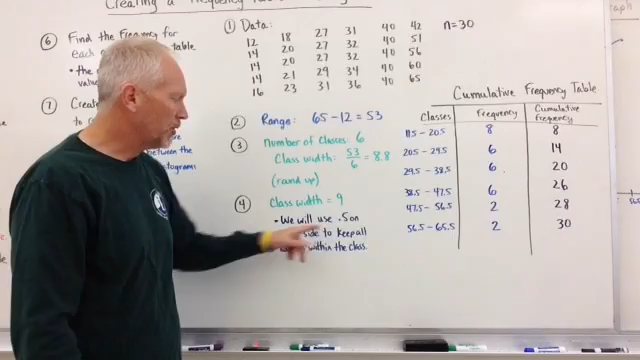 Creating a Frequency
⑥ Find the Frequency for
each
table
• the
value
⑦ Creat
to
between the
histogram
① Data:
n=30
12 18 27 31 40 42
14 20 27 32 40 51
14 20 27 32 40 56
14 21 29 34 40 60
16 23 31 36 40 65
② Range: 65-12=53
③ Number of classes: 6
Class width: 53/6 = 8.8
(round up)
④ Class width = 9
• We will use .5 on
side to keep all
within the class.
Cumulative Frequency Table
Classes Frequency Cumulative Frequency
11.5-20.5 8 8
20.5-29.5 6 14
29.5-38.5 6 20
38.5-47.5 6 26
47.5-56.5 2 28
56.5-65.5 2 30